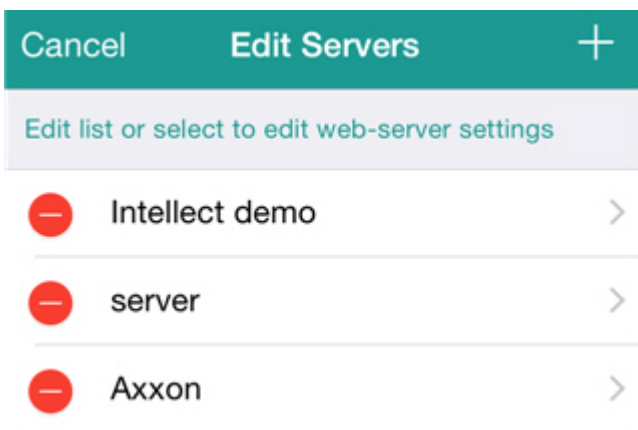 Cancel Edit Servers +
Edit list or select to edit web-server settings
Intellect demo
server
Axxon